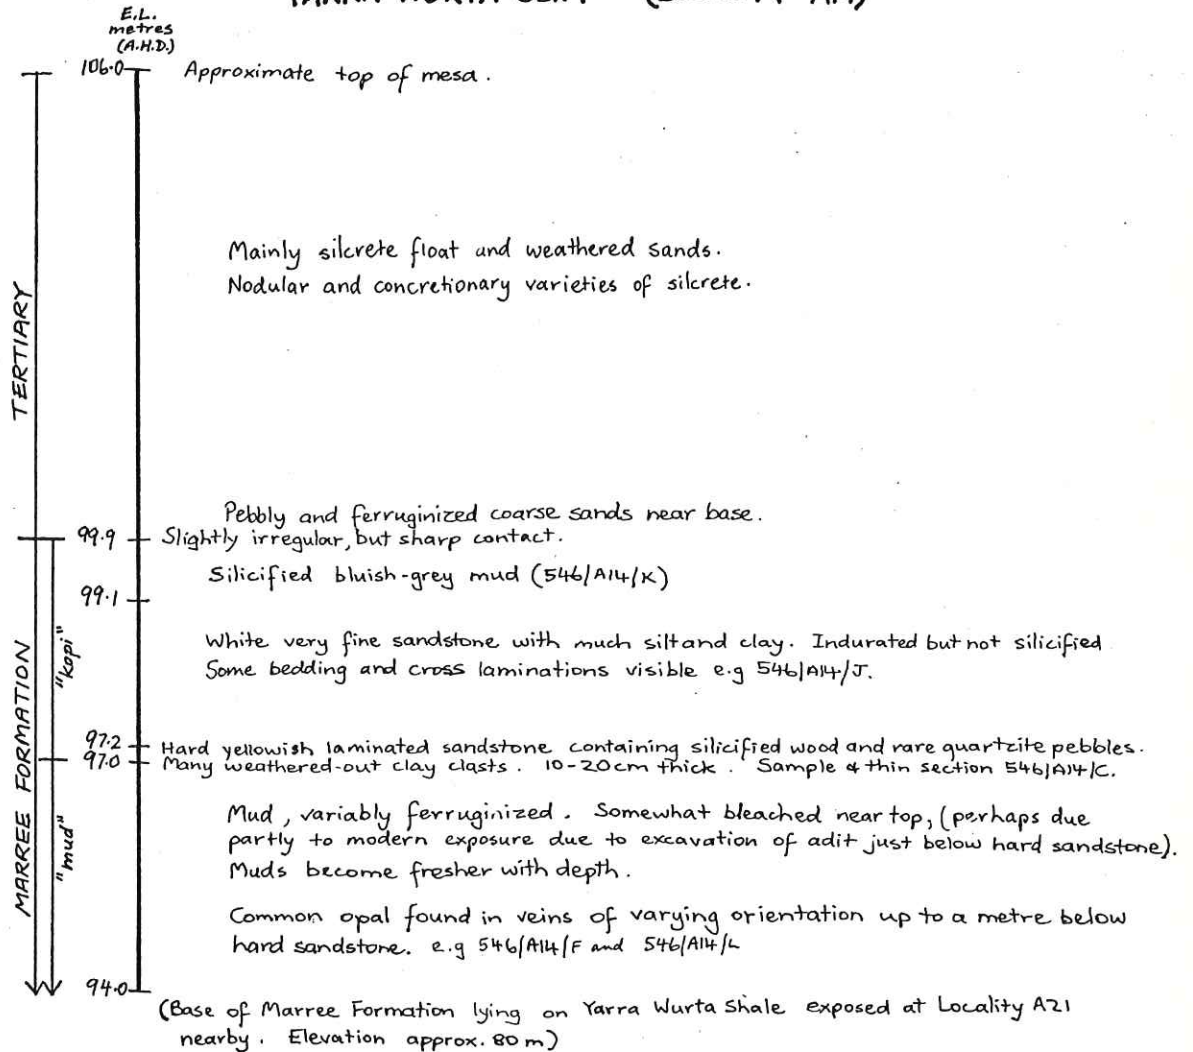 E.L.
metres
(A.H.D.)
106.0 Approximate top of mesa.
Mainly silcrete float and weathered sands.
Nodular and concretionary varieties of silcrete.
TERTIARY
Pebbly and ferruginized coarse sands near base.
99.9 Slightly irregular, but sharp contact.
Silicified bluish-grey mud (546/A14/K)
99.1
White very fine sandstone with much silt and clay. Indurated but not silicified
Some bedding and cross laminations visible e.g 546/A14/J.
"kopi"
MARREE FORMATION
97.2 Hard yellowish laminated sandstone containing silicified wood and rare quartzite pebbles.
97.0 Many weathered-out clay clasts. 10-20cm thick. Sample & thin section 546/A14/C.
Mud, variably ferruginized. Somewhat bleached near top, (perhaps due
partly to modern exposure due to excavation of adit just below hard sandstone).
Muds become fresher with depth.
"mud"
Common opal found in veins of varying orientation up to a metre below
hard sandstone. e.g 546/A14/F and 546/A14/L
94.0
(Base of Marree Formation lying on Yarra Wurta Shale exposed at Locality A21
nearby. Elevation approx. 80 m)